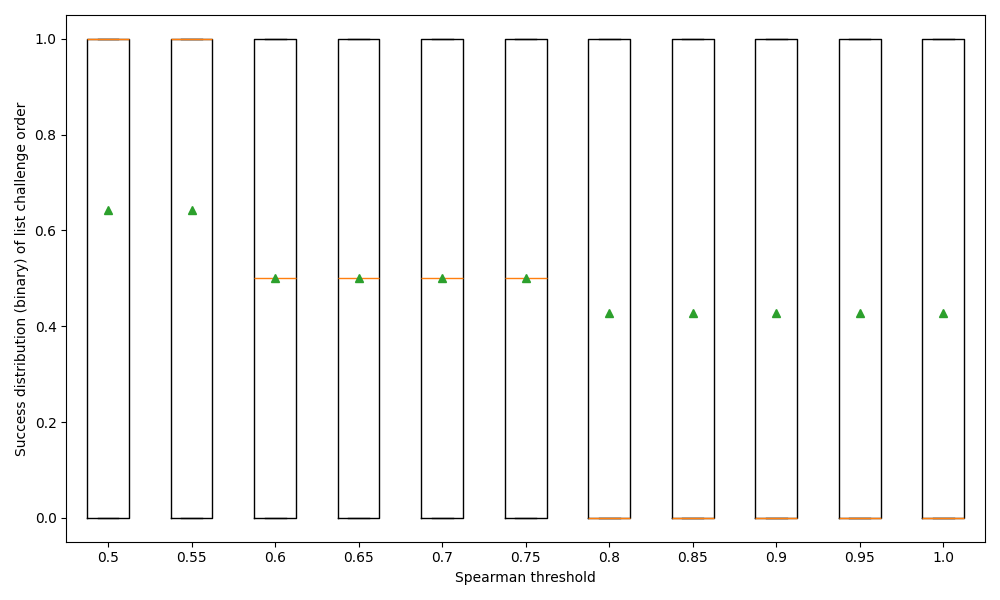 Success distribution (binary) of list challenge order
1.0
0.8
0.6
0.4
0.2
0.0
0.5 0.55 0.6 0.65 0.7 0.75 0.8 0.85 0.9 0.95 1.0
Spearman threshold